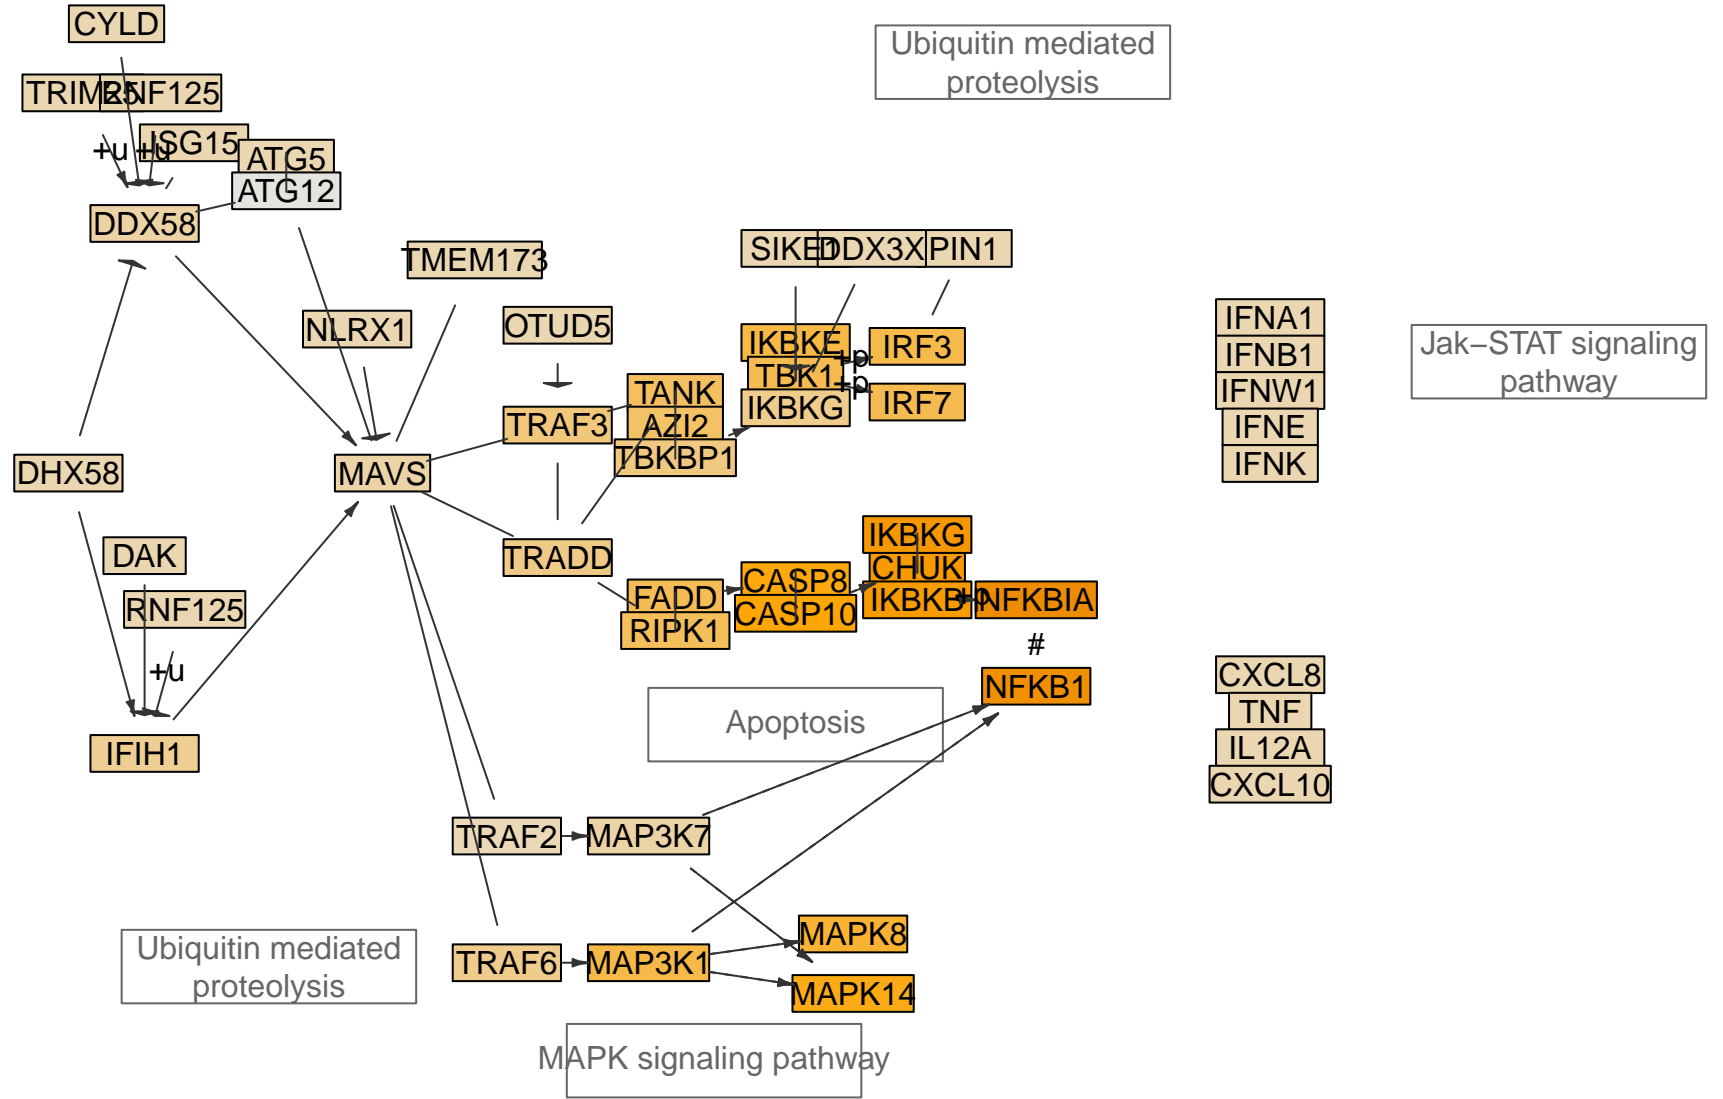 CYLD
Ubiquitin mediated
proteolysis
TRIM25
RNF125
ISG15
+u
+u
ATG5
ATG12
DDX58
TMEM173
SIKE1
DDX3X
PIN1
NLRX1
OTUD5
IKBKE
IRF3
+p
TBK1
+p
IKBKG
IRF7
IFNA1
IFNB1
IFNW1
IFNE
IFNK
Jak−STAT signaling
pathway
TANK
TRAF3
AZI2
TBKBP1
DHX58
MAVS
DAK
RNF125
+u
IFIH1
TRADD
FADD
RIPK1
CASP8
CASP10
IKBKG
CHUK
IKBKB
+p
NFKBIA
#
NFKB1
Apoptosis
CXCL8
TNF
IL12A
CXCL10
TRAF2
MAP3K7
Ubiquitin mediated
proteolysis
TRAF6
MAP3K1
MAPK8
MAPK14
MAPK signaling pathway